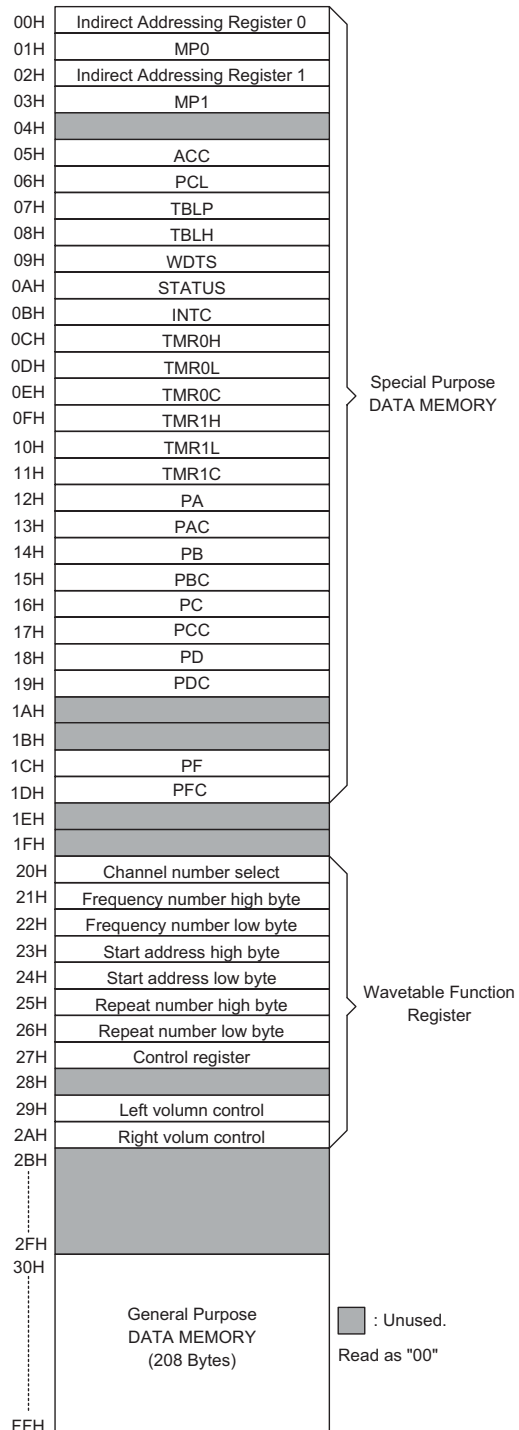 00H Indirect Addressing Register 0
01H MP0
02H Indirect Addressing Register 1
03H MP1
04H
05H ACC
06H PCL
07H TBLP
08H TBLH
09H WDTS
0AH STATUS
0BH INTC
0CH TMR0H
0DH TMR0L
0EH TMR0C
0FH TMR1H
10H TMR1L
11H TMR1C
12H PA
13H PAC
14H PB
15H PBC
16H PC
17H PCC
18H PD
19H PDC
1AH
1BH
1CH PF
1DH PFC
1EH
1FH
Special Purpose
DATA MEMORY
20H Channel number select
21H Frequency number high byte
22H Frequency number low byte
23H Start address high byte
24H Start address low byte
25H Repeat number high byte
26H Repeat number low byte
27H Control register
28H
29H Left volumn control
2AH Right volum control
Wavetable Function
Register
2BH
2FH
30H
General Purpose
DATA MEMORY
(208 Bytes)
FFH
: Unused.
Read as "00"